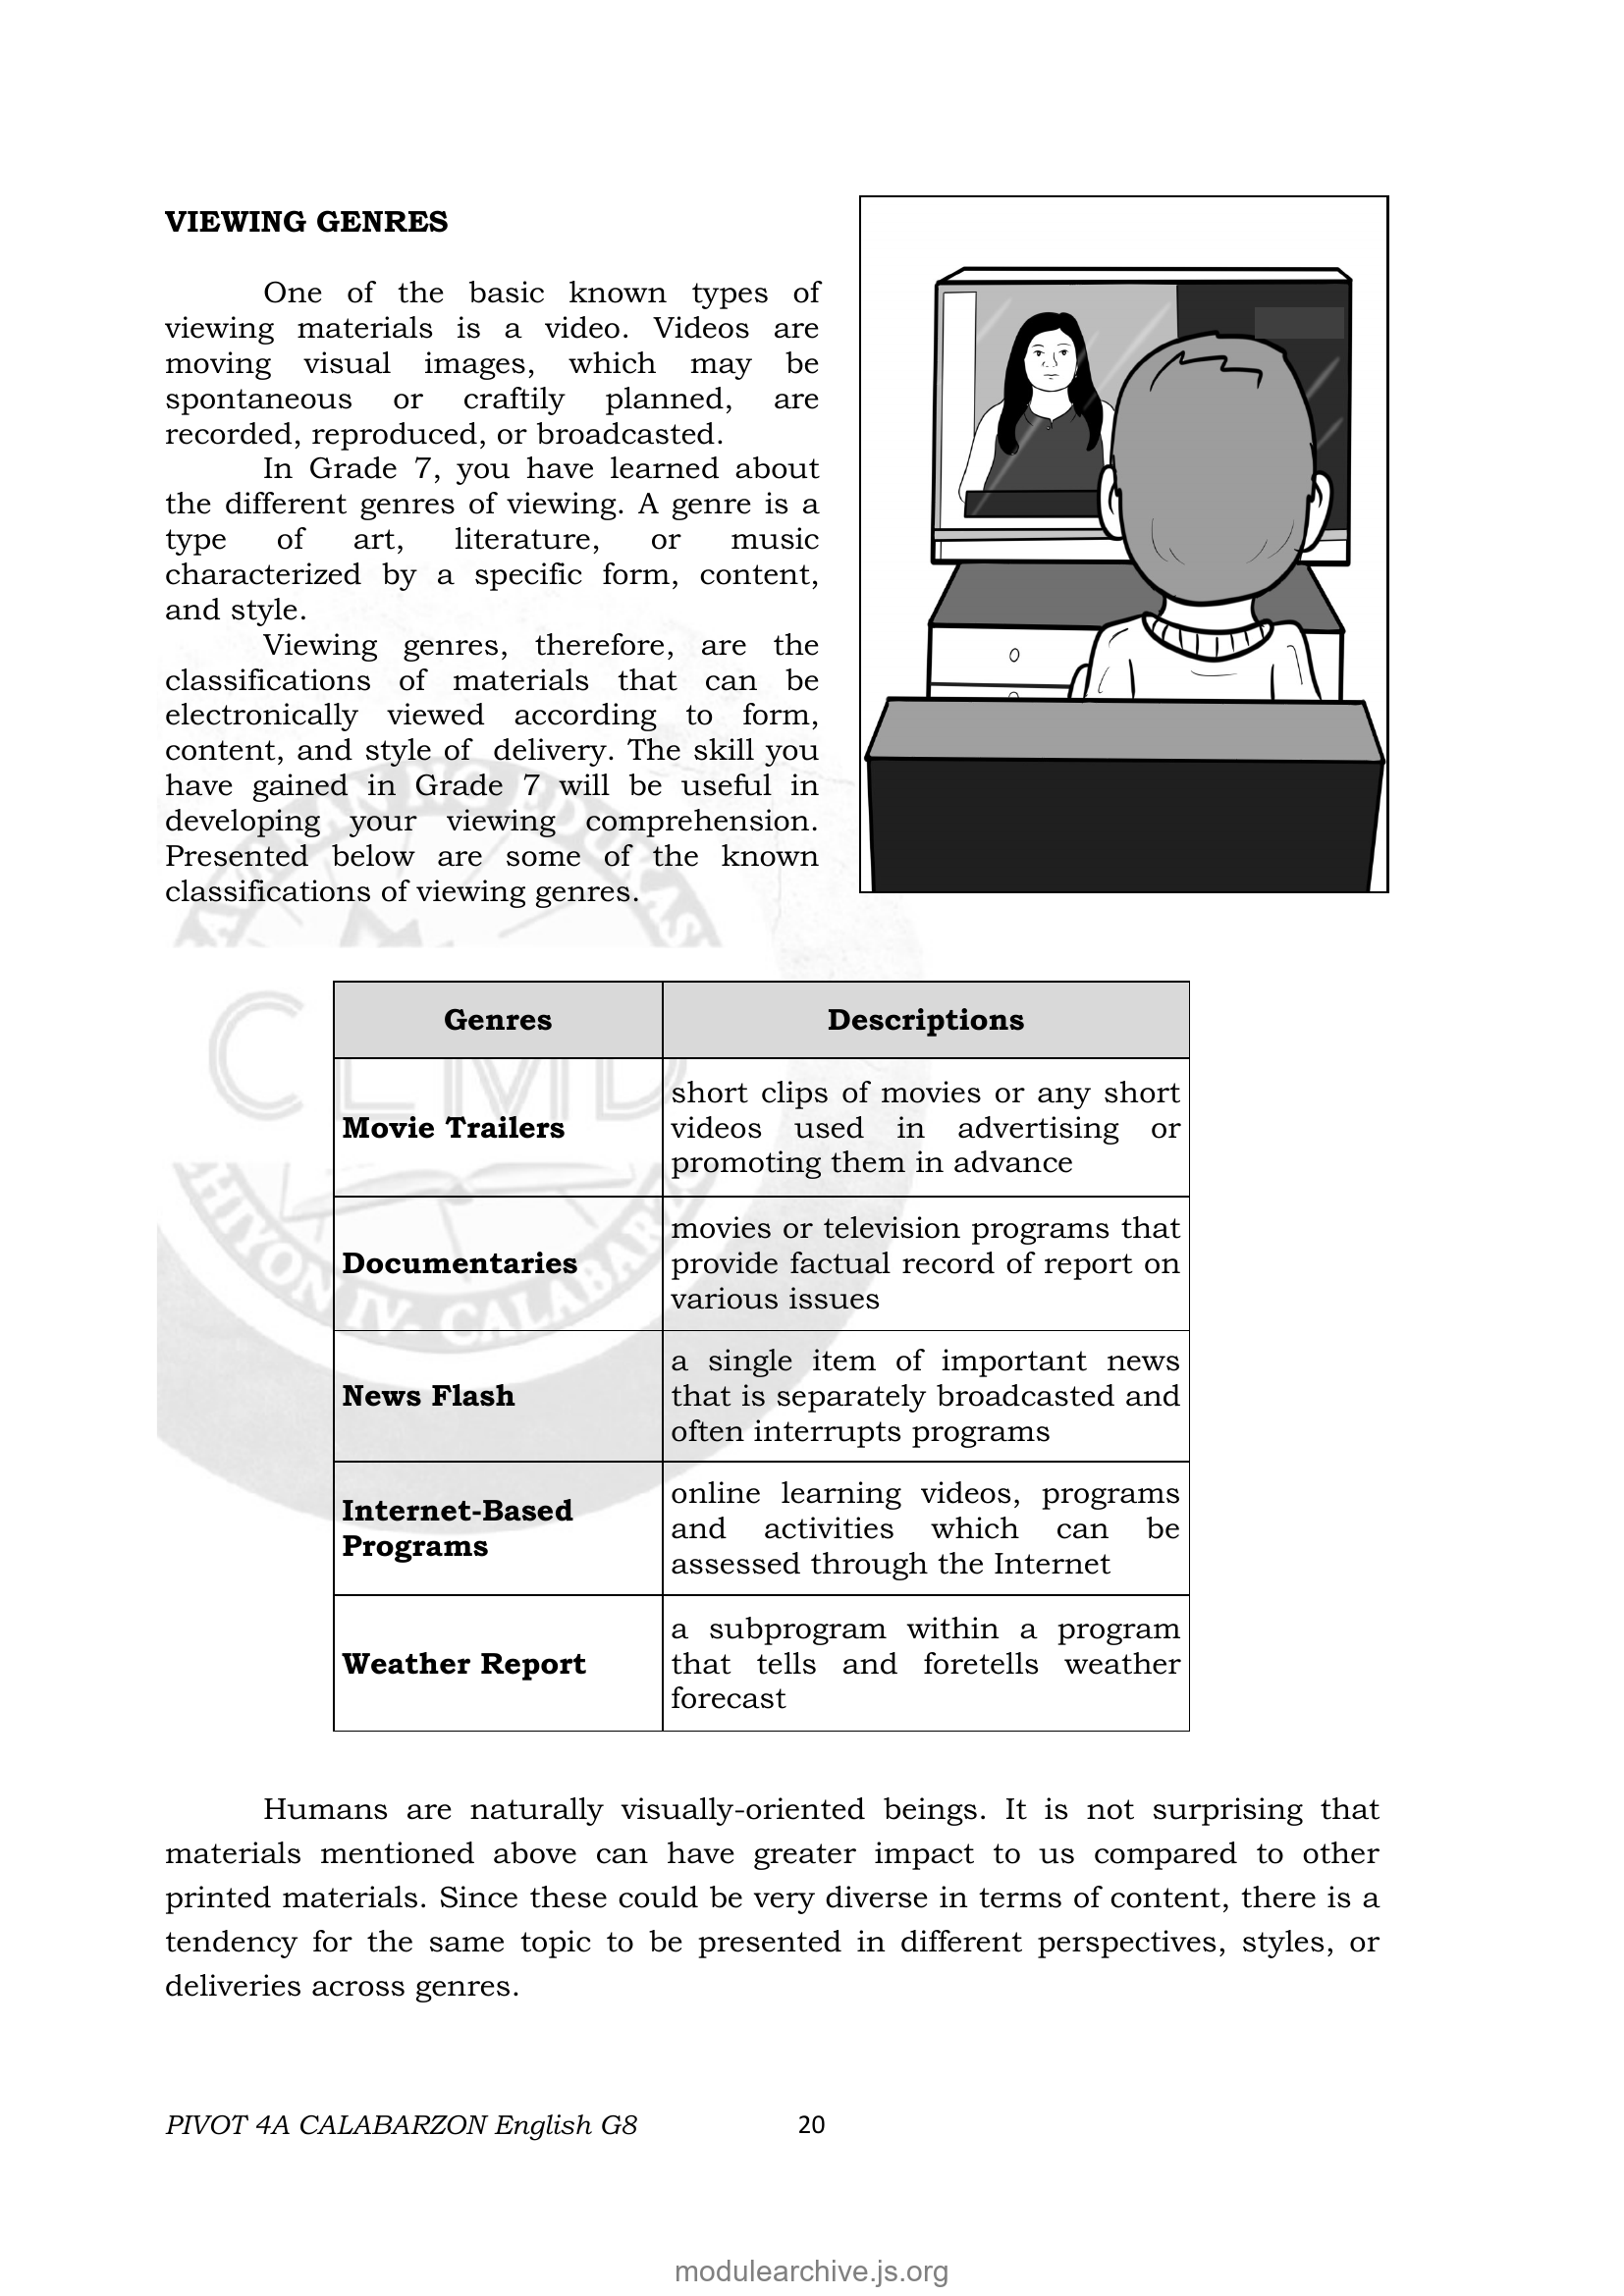 VIEWING GENRES
One of the basic known types of
viewing materials is a video. Videos are
moving visual images, which may be
spontaneous or craftily planned, are
recorded, reproduced, or broadcasted.
In Grade 7, you have learned about
the different genres of viewing. A genre is a
type of art, literature, or music
characterized by a specific form, content,
and style.
Viewing genres, therefore, are the
classifications of materials that can be
electronically viewed according to form,
content, and style of delivery. The skill you
have gained in Grade 7 will be useful in
developing your viewing comprehension.
Presented below are some of the known
classifications of viewing genres.
CLMD
Genres
Descriptions
Movie Trailers
short clips of movies or any short
videos used in advertising or
promoting them in advance
Documentaries
movies or television programs that
provide factual record of report on
various issues
IV- CALABARZO
News Flash
a single item of important news
that is separately broadcasted and
often interrupts programs
Internet-Based
Programs
online learning videos, programs
and activities which can be
assessed through the Internet
Weather Report
a subprogram within a program
that tells and foretells weather
forecast
Humans are naturally visually-oriented beings. It is not surprising that
materials mentioned above can have greater impact to us compared to other
printed materials. Since these could be very diverse in terms of content, there is a
tendency for the same topic to be presented in different perspectives, styles, or
deliveries across genres.
PIVOT 4A CALABARZON English G8 20
modulearchive.js.org